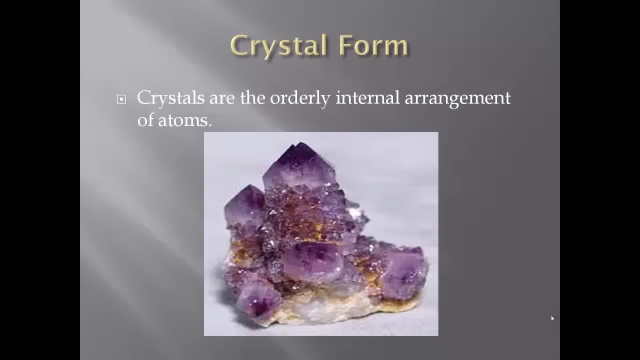 Crystal Form
Crystals are the orderly internal arrangement
of atoms.